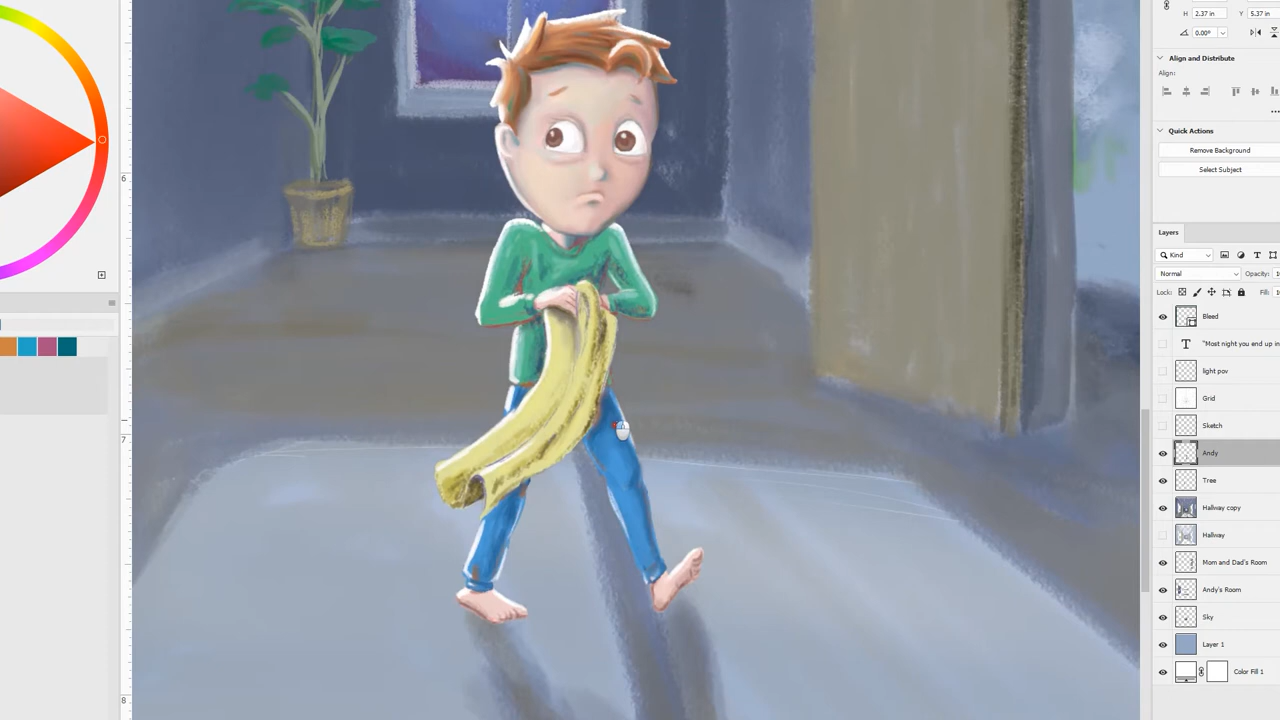 H 2.37 in Y 5.37 in
0.00°
Align and Distribute
Align:
Quick Actions
Remove Background
Select Subject
Layers
Kind
Normal Opacity:
Lock: Fill:
Bleed
T "Most night you end up in
light pov
Grid
Sketch
Andy
Tree
Hallway copy
Hallway
Mom and Dad's Room
Andy's Room
Sky
Layer 1
Color Fill 1
6
7
8